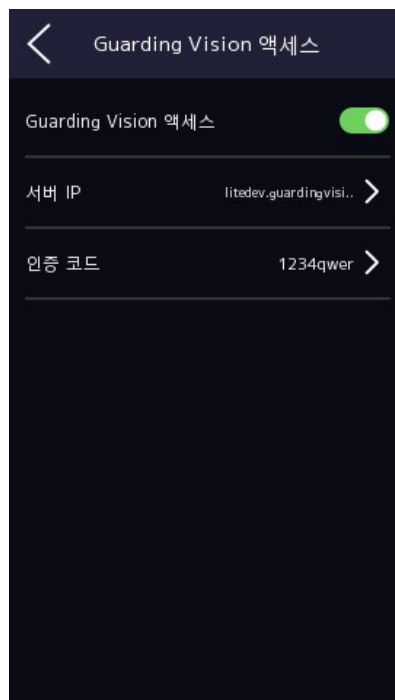 Guarding Vision 액세스
Guarding Vision 액세스
서버 IP litedev.guardingvisi..
인증 코드 1234qwer